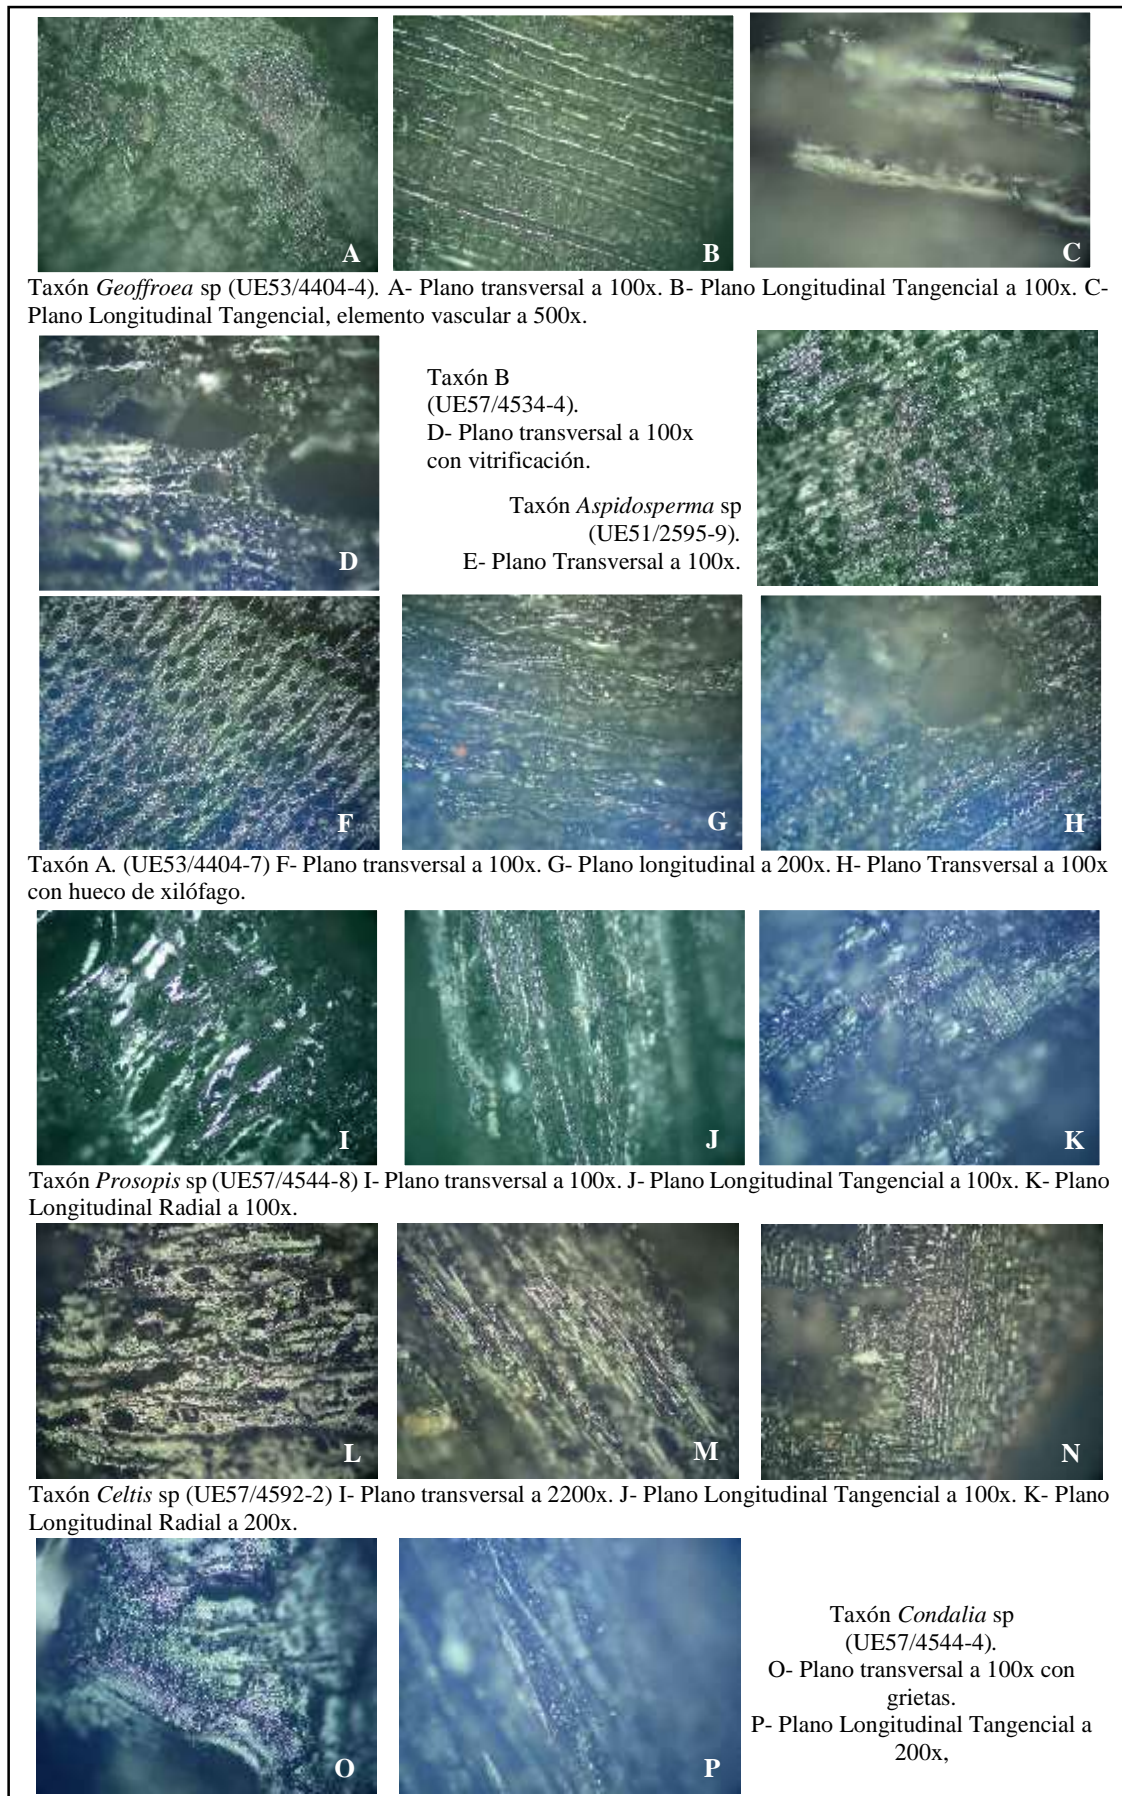 A
B
C
Taxón Geoffroea sp (UE53/4404-4). A- Plano transversal a 100x. B- Plano Longitudinal Tangencial a 100x. C-
Plano Longitudinal Tangencial, elemento vascular a 500x.
D
Taxón B
(UE57/4534-4).
D- Plano transversal a 100x
con vitrificación.
Taxón Aspidosperma sp
(UE51/2595-9).
E- Plano Transversal a 100x.
F
G
H
Taxón A. (UE53/4404-7) F- Plano transversal a 100x. G- Plano longitudinal a 200x. H- Plano Transversal a 100x
con hueco de xilófago.
I
J
K
Taxón Prosopis sp (UE57/4544-8) I- Plano transversal a 100x. J- Plano Longitudinal Tangencial a 100x. K- Plano
Longitudinal Radial a 100x.
L
M
N
Taxón Celtis sp (UE57/4592-2) I- Plano transversal a 2200x. J- Plano Longitudinal Tangencial a 100x. K- Plano
Longitudinal Radial a 200x.
O
P
Taxón Condalia sp
(UE57/4544-4).
O- Plano transversal a 100x con
grietas.
P- Plano Longitudinal Tangencial a
200x,